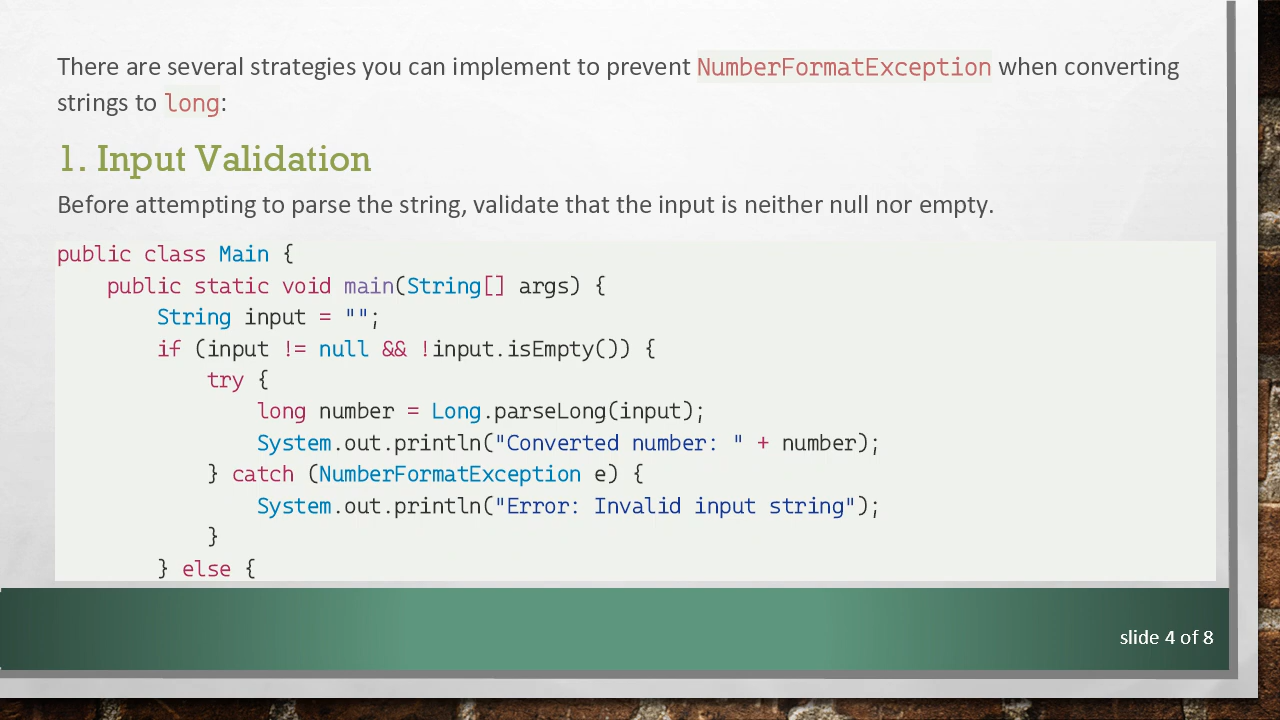 There are several strategies you can implement to prevent NumberFormatException when converting
strings to long:
1. Input Validation
Before attempting to parse the string, validate that the input is neither null nor empty.
public class Main {
    public static void main(String[] args) {
        String input = "";
        if (input != null && !input.isEmpty()) {
            try {
                long number = Long.parseLong(input);
                System.out.println("Converted number: " + number);
            } catch (NumberFormatException e) {
                System.out.println("Error: Invalid input string");
            }
        } else {
slide 4 of 8